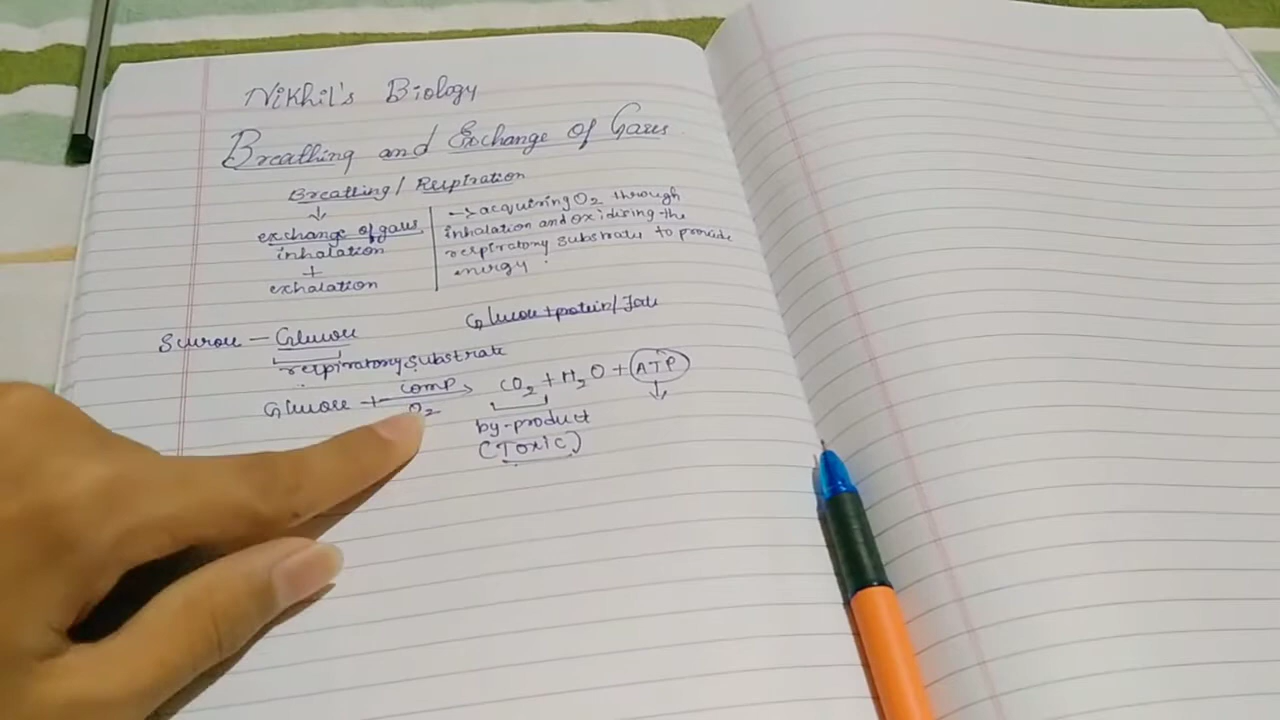 Nikhil's Biology
Breathing and Exchange of Gases
Breathing / Respiration
↓
exchange of gases
inhalation
+
exhalation
→ acquiring O2 through
inhalation and oxidising the
respiratory substrate to provide
energy.
Glucose + protein / Fats
Sucrose - Glucose
respiratory substrate
Glucose + comp → CO2 + H2O + ATP
O2
↓
by-product
(Toxic)